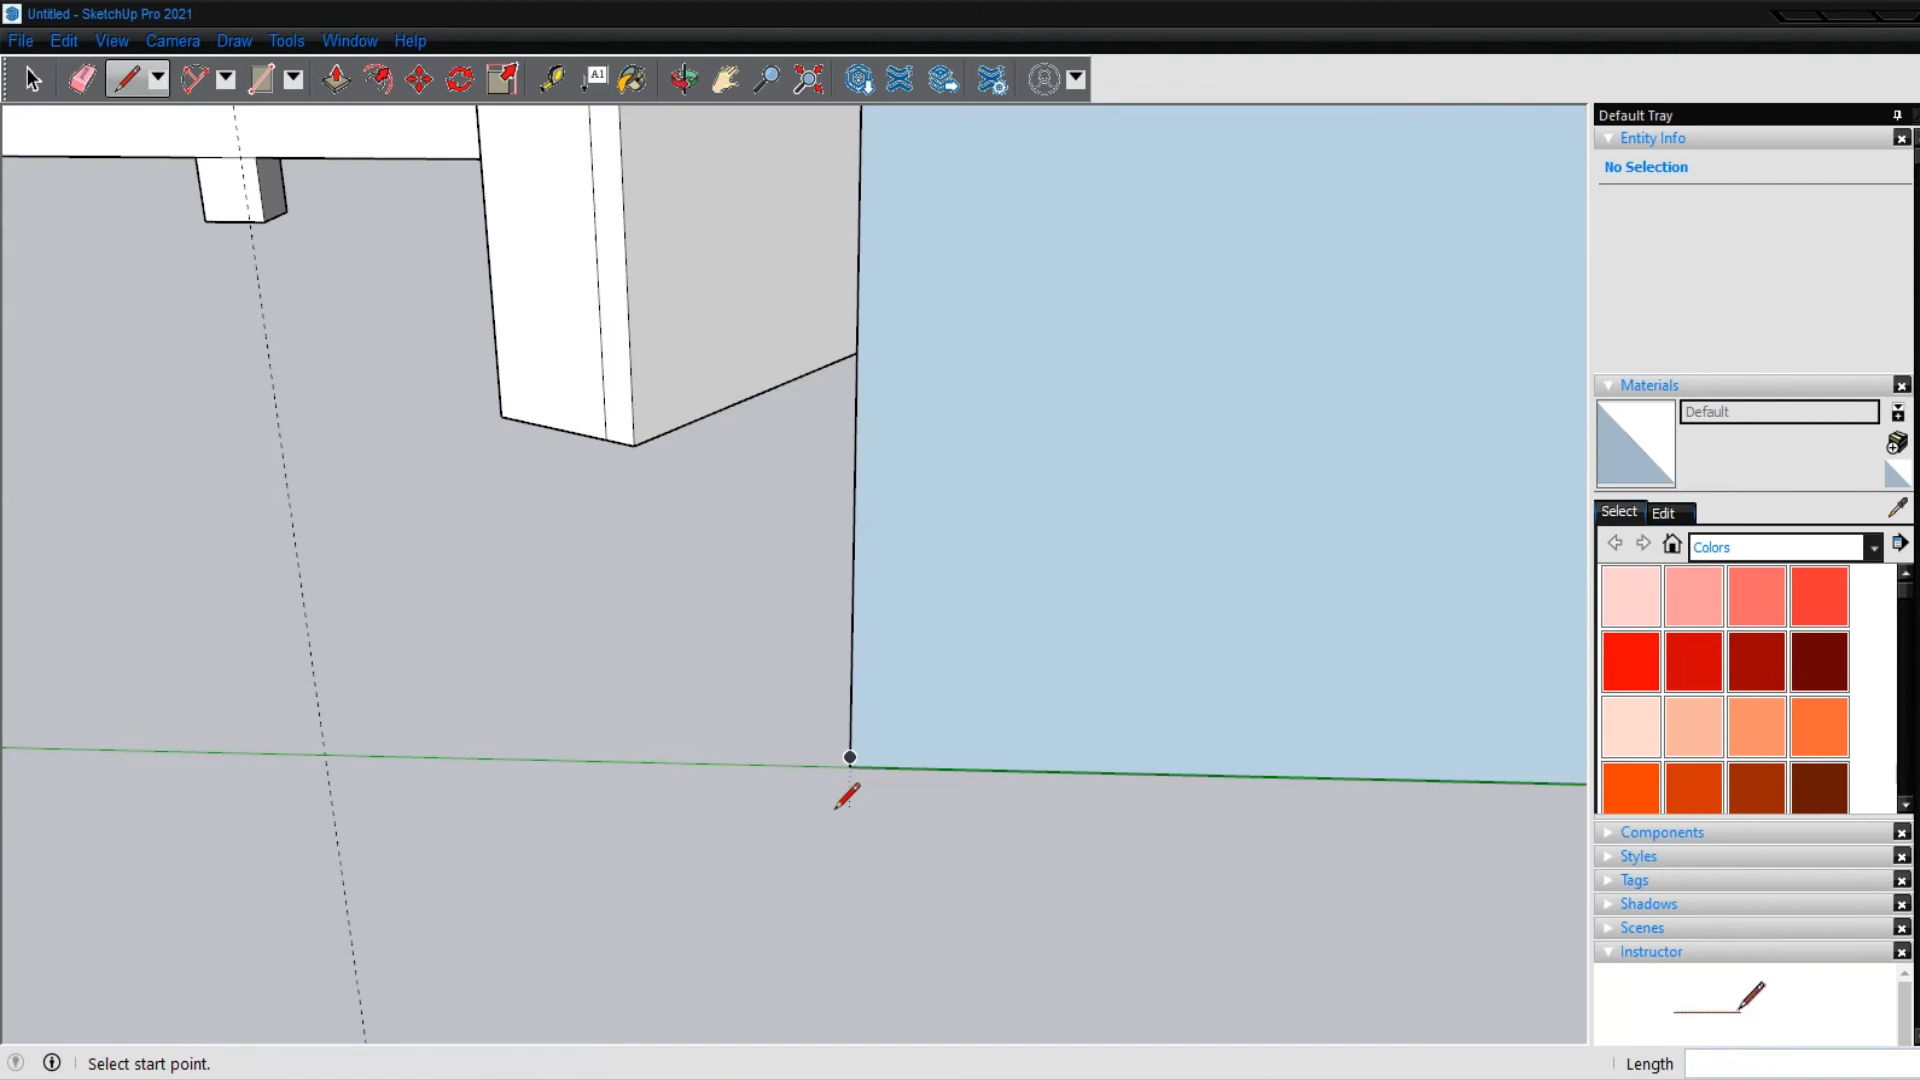 Untitled - SketchUp Pro 2021
File Edit View Camera Draw Tools Window Help
A1
Default Tray
Entity Info
No Selection
Materials
Default
Select Edit
Colors
Components
Styles
Tags
Shadows
Scenes
Instructor
Select start point.
Length